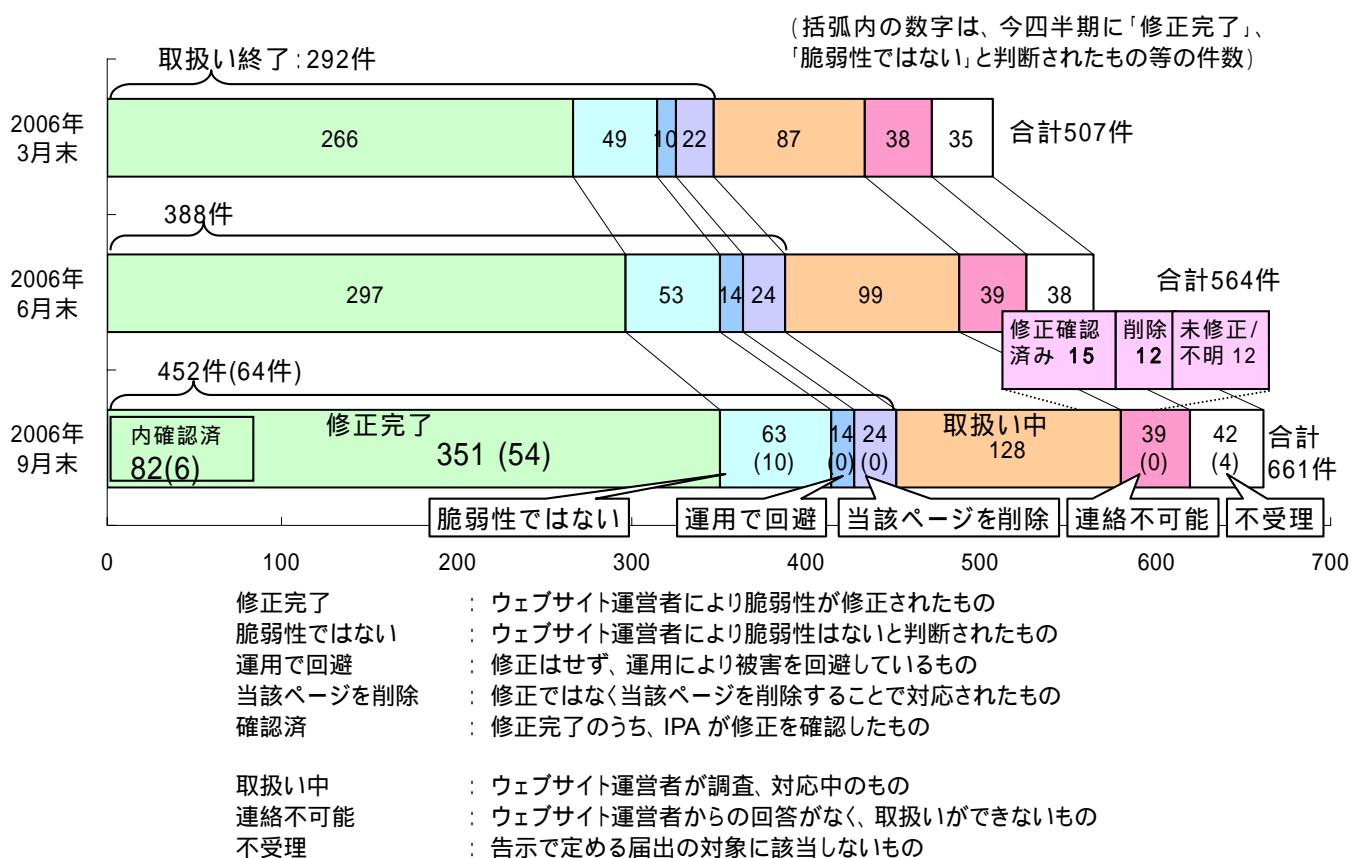 (括弧内の数字は、今四半期に「修正完了」、
「脆弱性ではない」と判断されたもの等の件数)
取扱い終了:292件
2006年
3月末
266
49
10
22
87
38
35
合計507件
388件
2006年
6月末
297
53
14
24
99
39
38
合計564件
修正確認
済み 15
削除
12
未修正/
不明 12
452件(64件)
2006年
9月末
内確認済
82(6)
修正完了
351 (54)
63
(10)
14
(0)
24
(0)
取扱い中
128
39
(0)
42
(4)
合計
661件
脆弱性ではない
運用で回避
当該ページを削除
連絡不可能
不受理
0 100 200 300 400 500 600 700
修正完了 : ウェブサイト運営者により脆弱性が修正されたもの
脆弱性ではない : ウェブサイト運営者により脆弱性はないと判断されたもの
運用で回避 : 修正はせず、運用により被害を回避しているもの
当該ページを削除 : 修正ではなく当該ページを削除することで対応されたもの
確認済 : 修正完了のうち、IPA が修正を確認したもの
取扱い中 : ウェブサイト運営者が調査、対応中のもの
連絡不可能 : ウェブサイト運営者からの回答がなく、取扱いができないもの
不受理 : 告示で定める届出の対象に該当しないもの